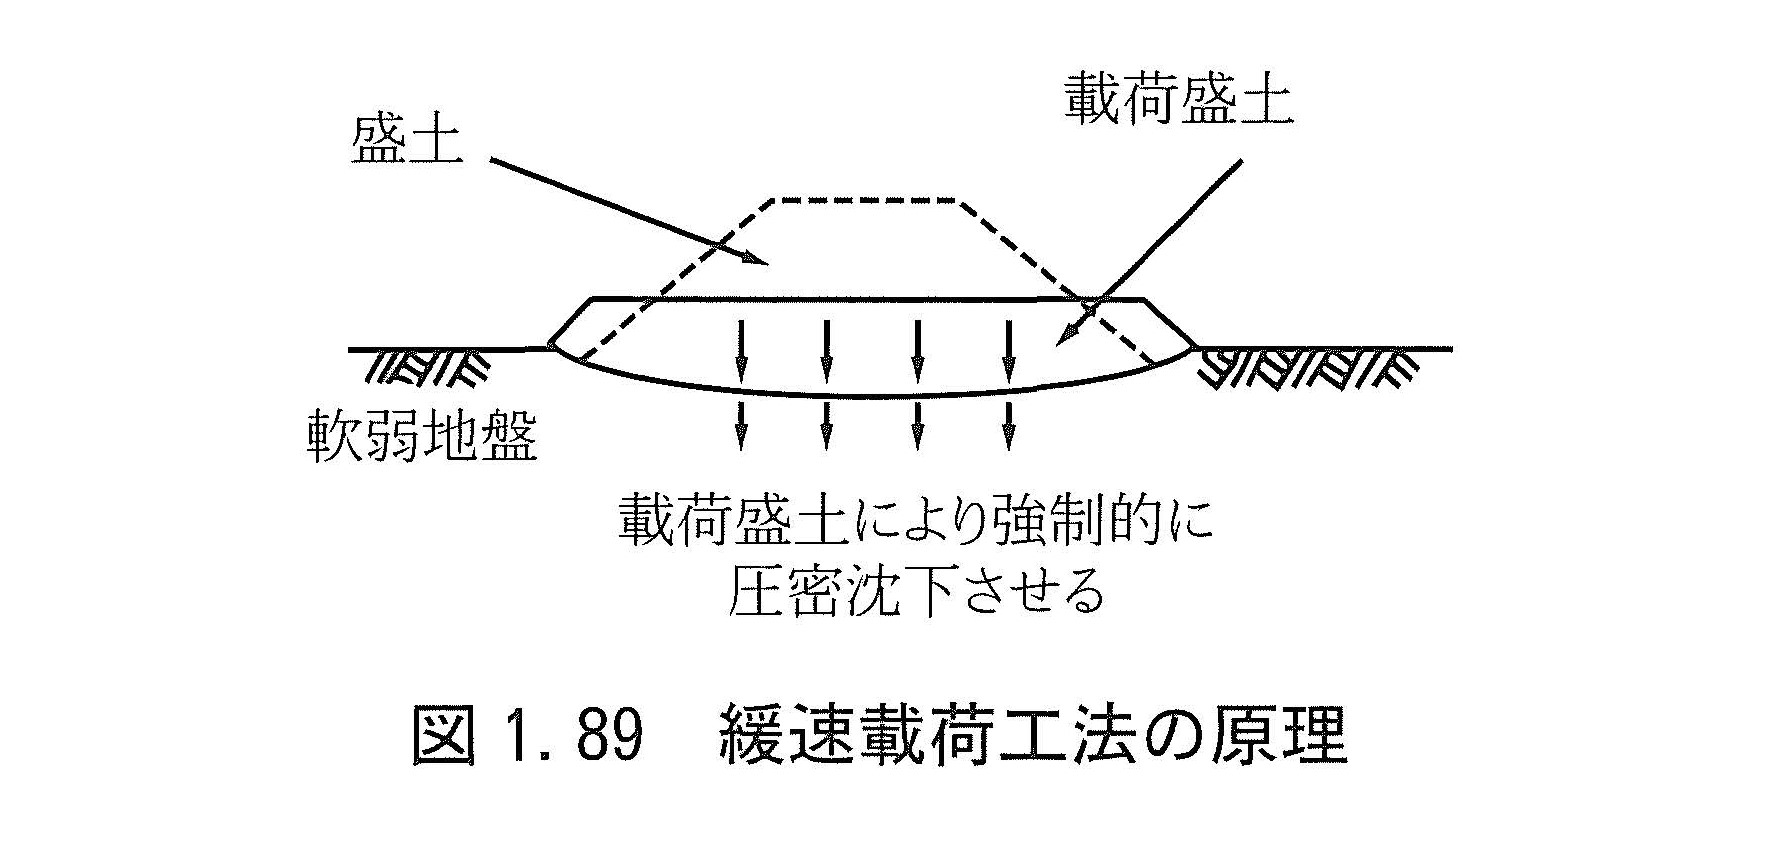 載荷盛土
盛土
軟弱地盤
載荷盛土により強制的に
圧密沈下させる
図1.89 緩速載荷工法の原理